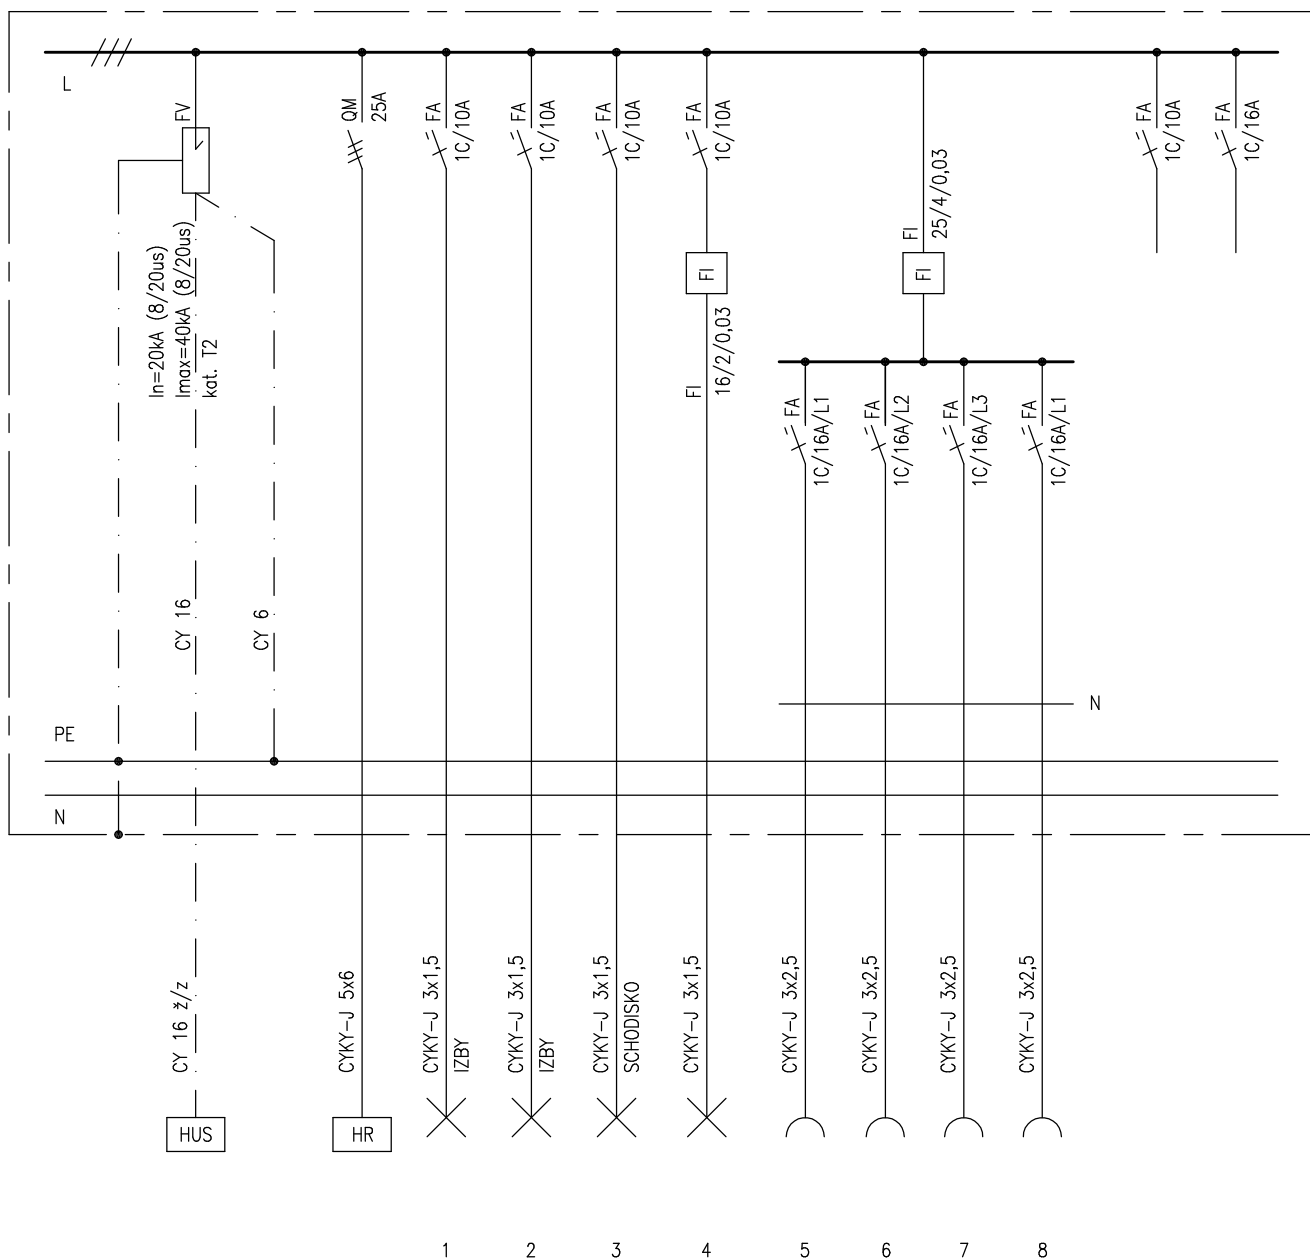 L
FV
In=20kA (8/20us)
Imax=40kA (8/20us)
kat. T2
CY 16
CY 6
QM
25A
FA
1C/10A
FA
1C/10A
FA
1C/10A
FA
1C/10A
FI
FI
16/2/0,03
FI
25/4/0,03
FI
FA
1C/16A/L1
FA
1C/16A/L2
FA
1C/16A/L3
FA
1C/16A/L1
FA
1C/10A
FA
1C/16A
N
PE
N
CY 16 ž/z
CYKY-J 5x6
CYKY-J 3x1,5
IZBY
CYKY-J 3x1,5
IZBY
CYKY-J 3x1,5
SCHODISKO
CYKY-J 3x1,5
CYKY-J 3x2,5
CYKY-J 3x2,5
CYKY-J 3x2,5
CYKY-J 3x2,5
HUS
HR
1 2 3 4 5 6 7 8